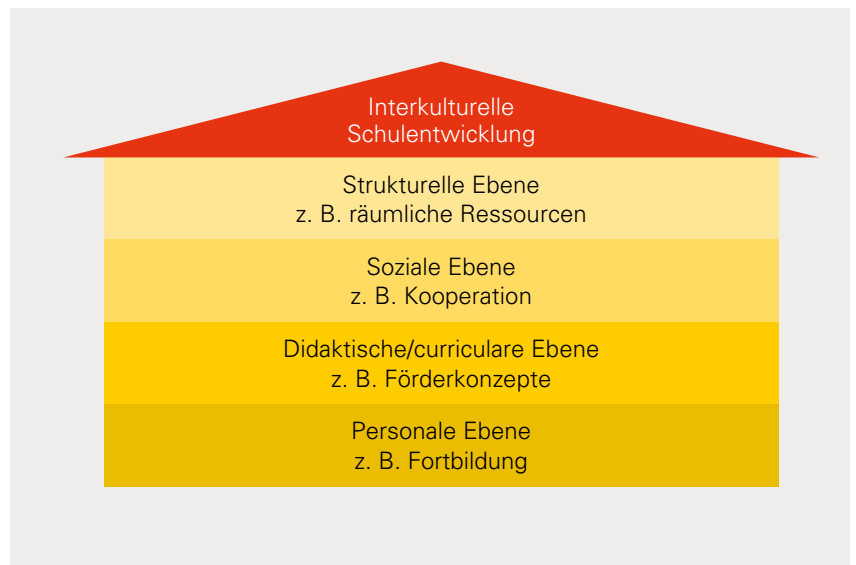 Interkulturelle
Schulentwicklung
Strukturelle Ebene
z. B. räumliche Ressourcen
Soziale Ebene
z. B. Kooperation
Didaktische/curriculare Ebene
z. B. Förderkonzepte
Personale Ebene
z. B. Fortbildung